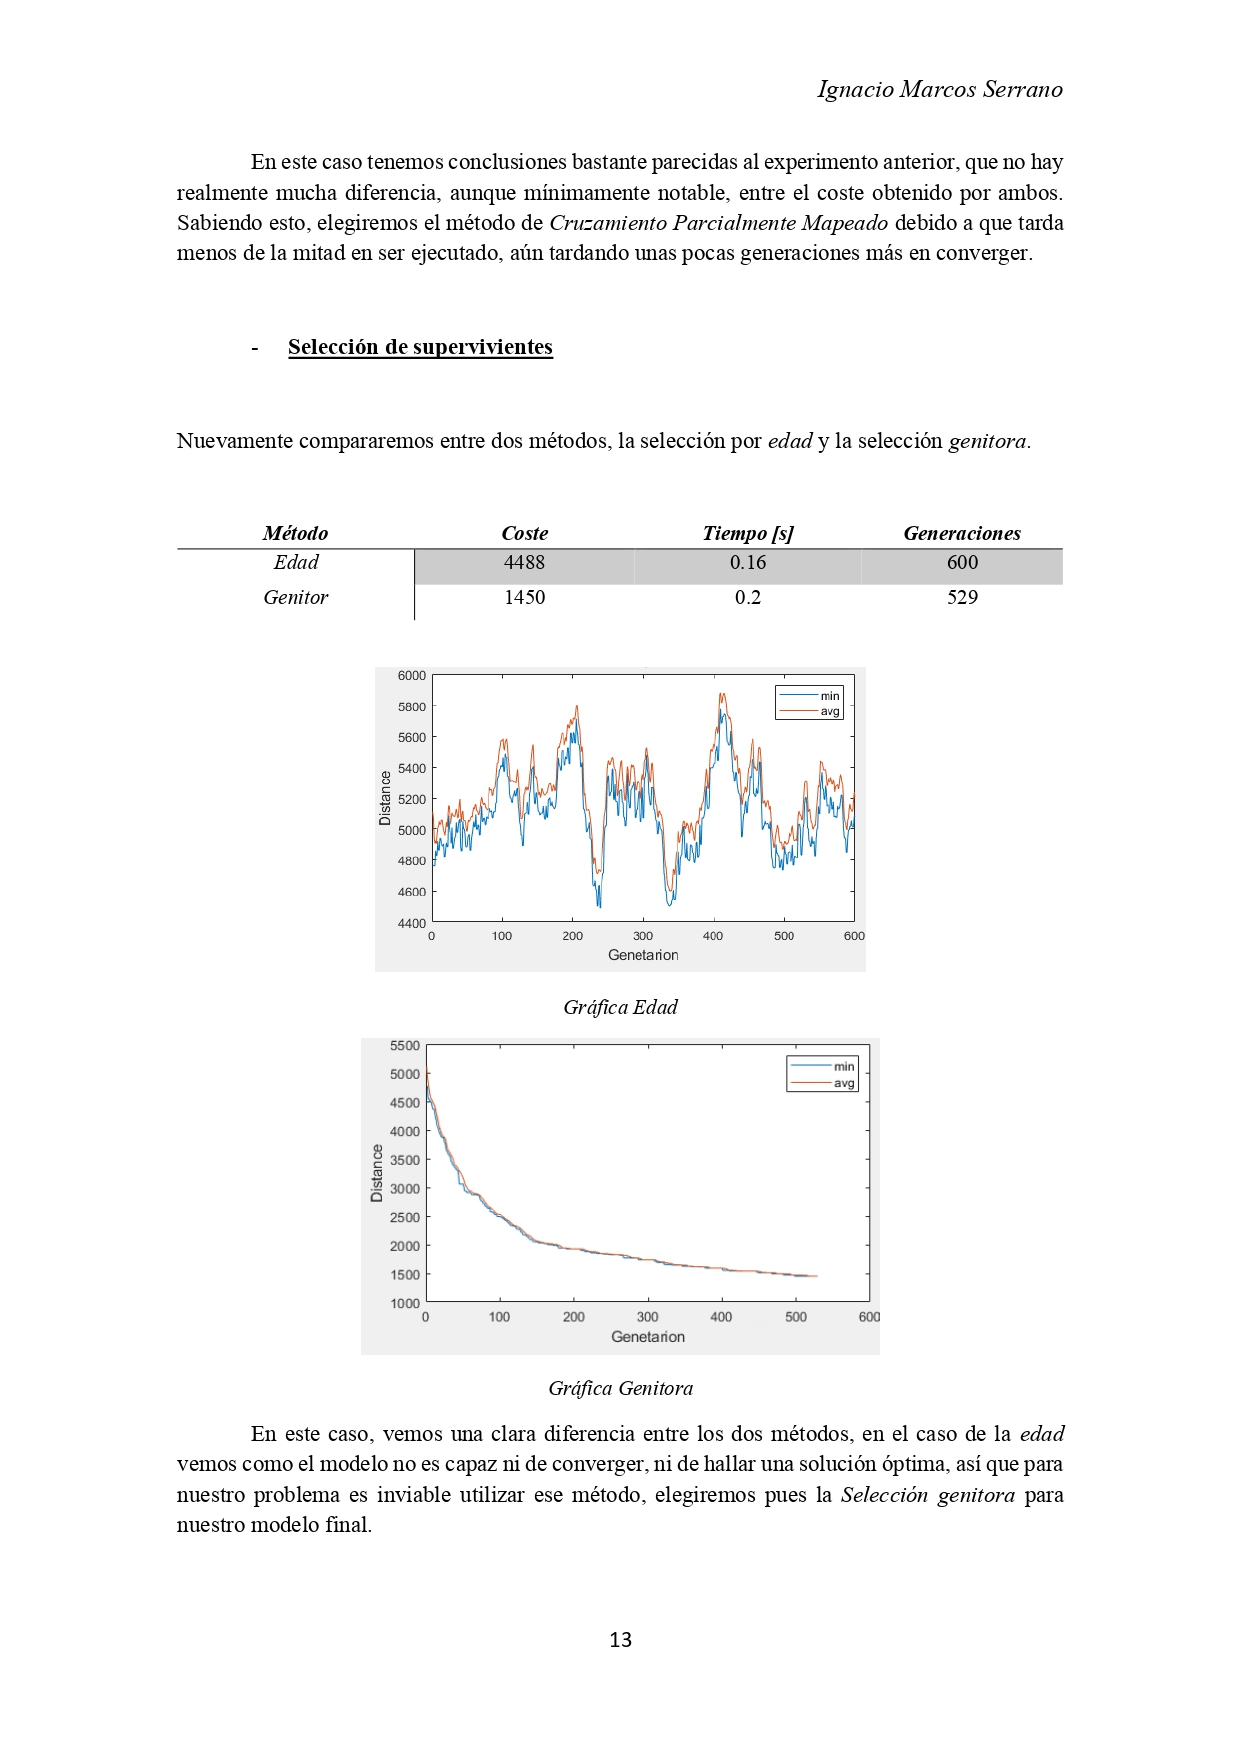 Ignacio Marcos Serrano
En este caso tenemos conclusiones bastante parecidas al experimento anterior, que no hay
realmente mucha diferencia, aunque mínimamente notable, entre el coste obtenido por ambos.
Sabiendo esto, elegiremos el método de Cruzamiento Parcialmente Mapeado debido a que tarda
menos de la mitad en ser ejecutado, aún tardando unas pocas generaciones más en converger.
- Selección de supervivientes
Nuevamente compararemos entre dos métodos, la selección por edad y la selección genitora.
Método Coste Tiempo [s] Generaciones
Edad 4488 0.16 600
Genitor 1450 0.2 529
6000
5800
5600
5400
5200
5000
4800
4600
4400
Distance
min
avg
0 100 200 300 400 500 600
Genetarion
Gráfica Edad
5500
5000
4500
4000
3500
3000
2500
2000
1500
1000
Distance
min
avg
0 100 200 300 400 500 600
Genetarion
Gráfica Genitora
En este caso, vemos una clara diferencia entre los dos métodos, en el caso de la edad
vemos como el modelo no es capaz ni de converger, ni de hallar una solución óptima, así que para
nuestro problema es inviable utilizar ese método, elegiremos pues la Selección genitora para
nuestro modelo final.
13